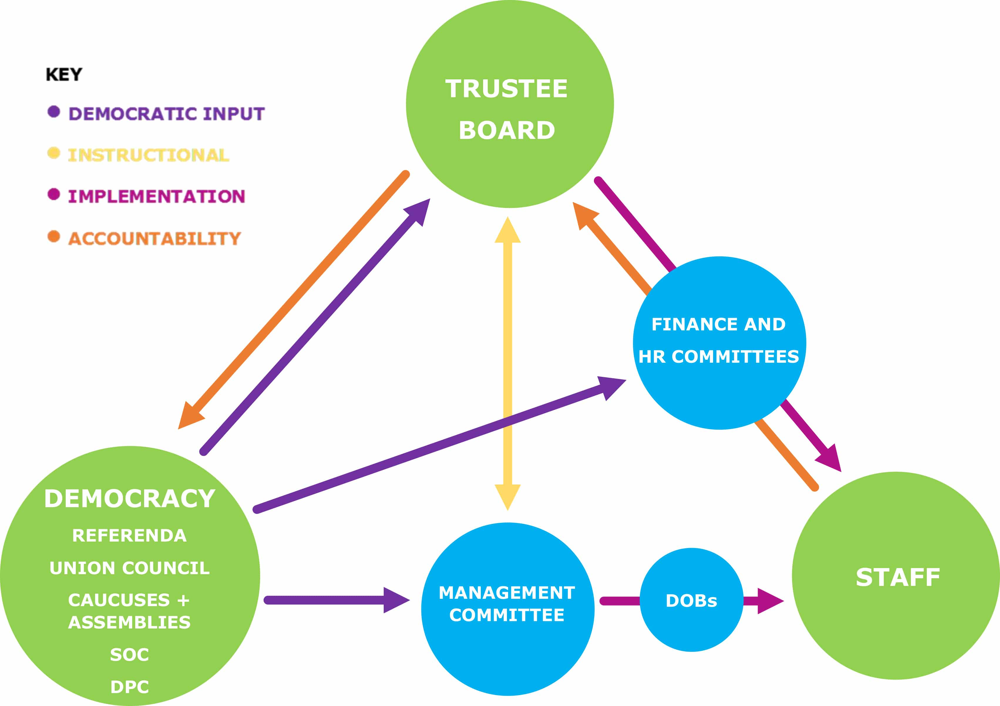 KEY
DEMOCRATIC INPUT
INSTRUCTIONAL
IMPLEMENTATION
ACCOUNTABILITY
TRUSTEE
BOARD
FINANCE AND
HR COMMITTEES
DEMOCRACY
REFERENDA
UNION COUNCIL
CAUCUSES +
ASSEMBLIES
SOC
DPC
MANAGEMENT
COMMITTEE
DOBs
STAFF